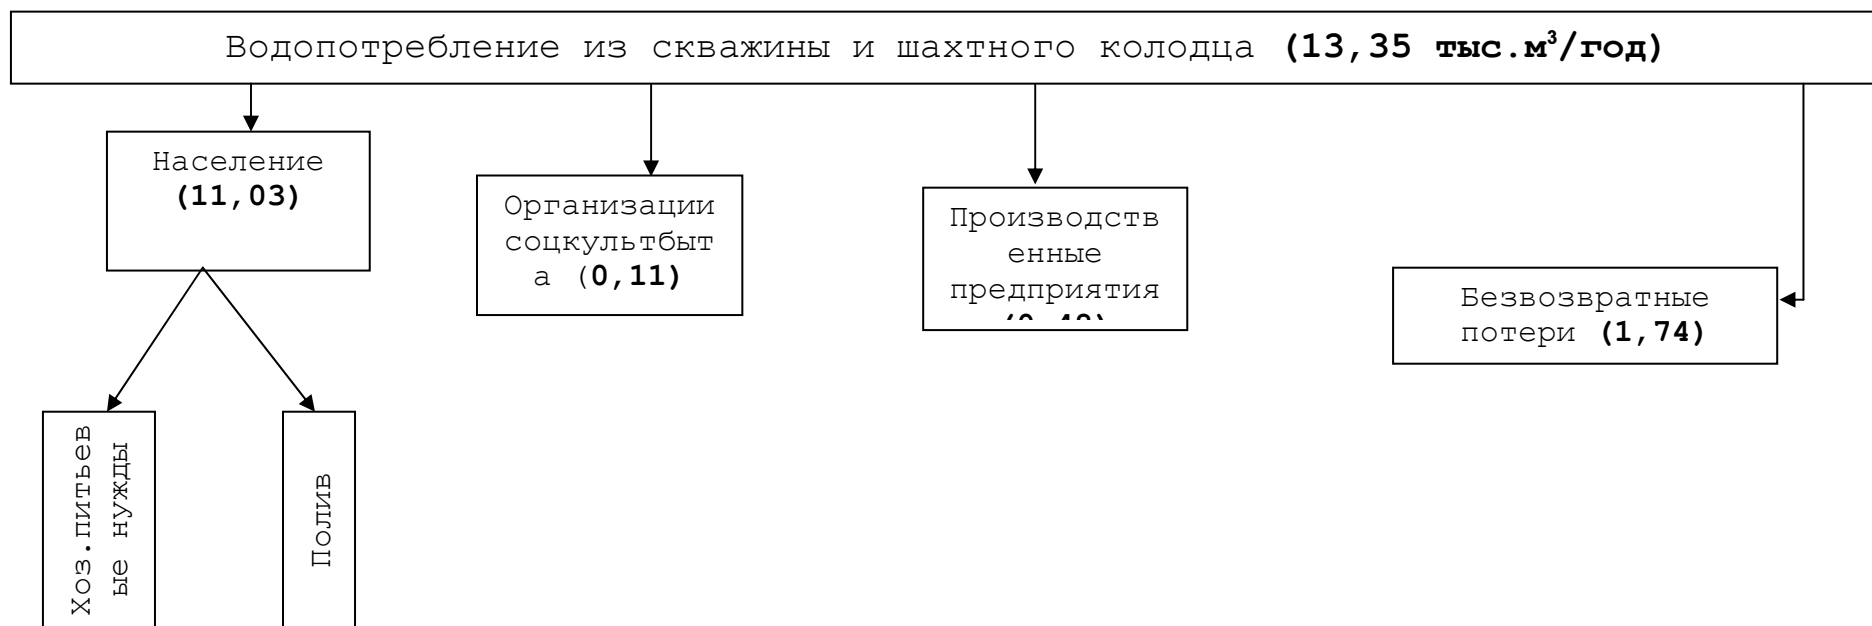 Водопотребление из скважины и шахтного колодца (13,35 тыс.м³/год)
Население
(11,03)
Организации
соцкультбыт
а (0,11)
Производств
енные
предприятия
Безвозвратные
потери (1,74)
Хоз.питьев
ые нужды
Полив